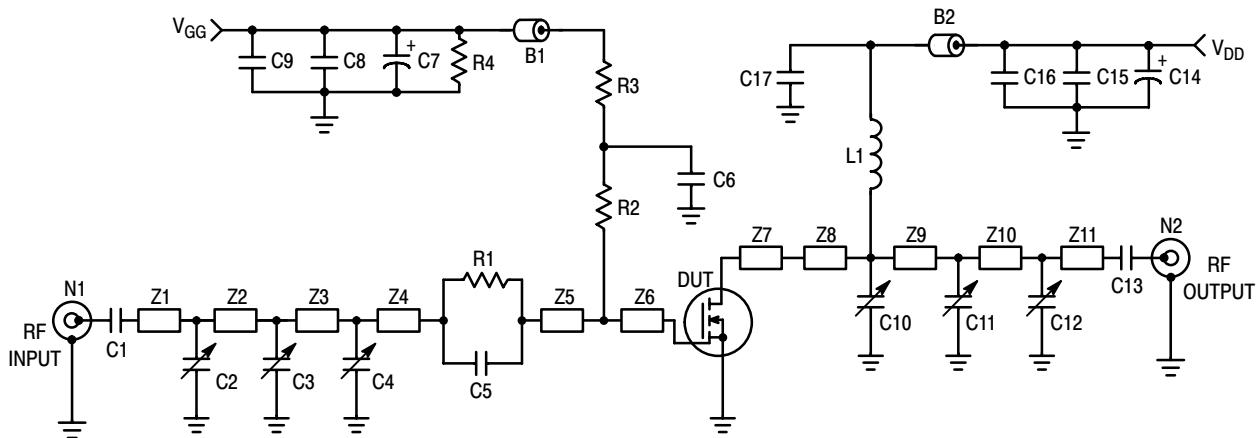 VGG
C9
C8
+
C7
R4
B1
R3
C6
R2
C17
B2
L1
C16
C15
+
C14
VDD
N1
RF
INPUT
C1
Z1
Z2
Z3
Z4
C2
C3
C4
R1
C5
Z5
Z6
DUT
Z7
Z8
Z9
Z10
Z11
C10
C11
C12
C13
N2
RF
OUTPUT